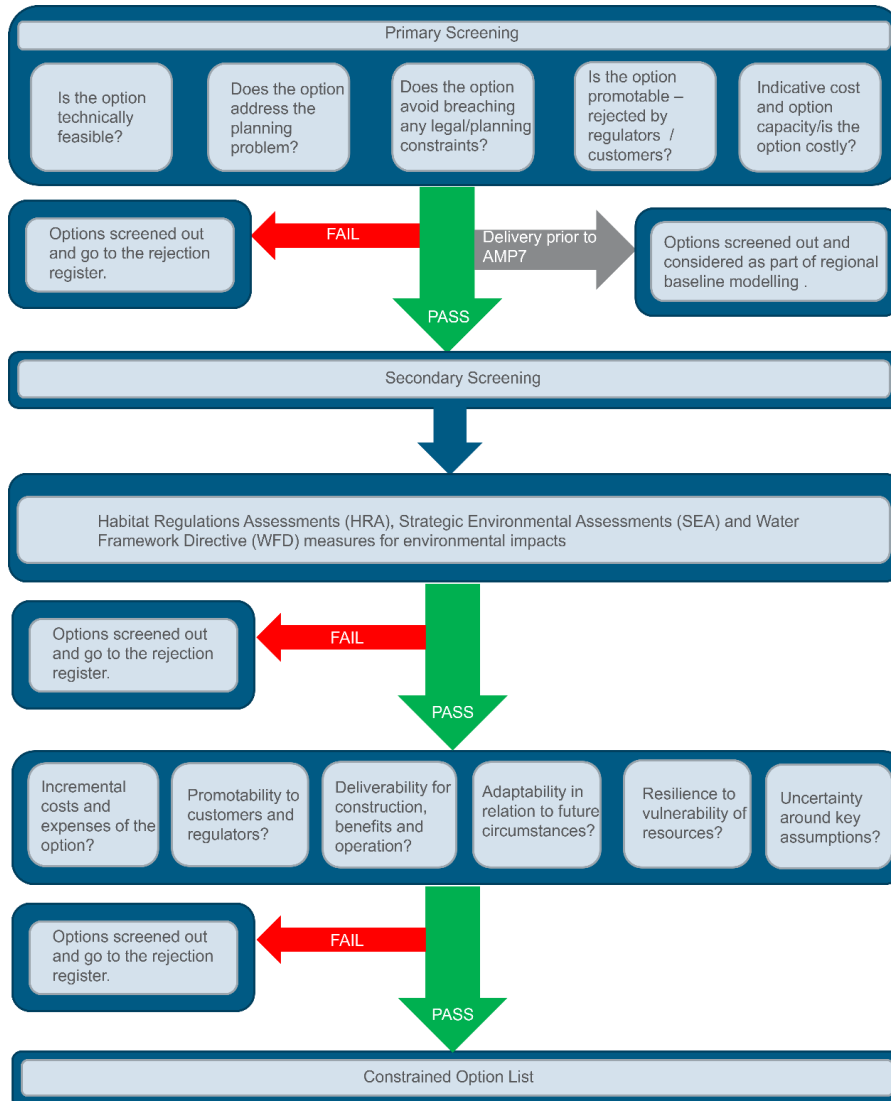 Primary Screening
Is the option
technically
feasible?
Does the option
address the
planning
problem?
Does the option
avoid breaching
any legal/planning
constraints?
Is the option
promotable –
rejected by
regulators /
customers?
Indicative cost
and option
capacity/is the
option costly?
Options screened out
and go to the rejection
register.
FAIL
Delivery prior to
AMP7
Options screened out and
considered as part of regional
baseline modelling .
PASS
Secondary Screening
Habitat Regulations Assessments (HRA), Strategic Environmental Assessments (SEA) and Water
Framework Directive (WFD) measures for environmental impacts
Options screened out
and go to the rejection
register.
FAIL
PASS
Incremental
costs and
expenses of the
option?
Promotability to
customers and
regulators?
Deliverability for
construction,
benefits and
operation?
Adaptability in
relation to future
circumstances?
Resilience to
vulnerability of
resources?
Uncertainty
around key
assumptions?
Options screened out
and go to the rejection
register.
FAIL
PASS
Constrained Option List